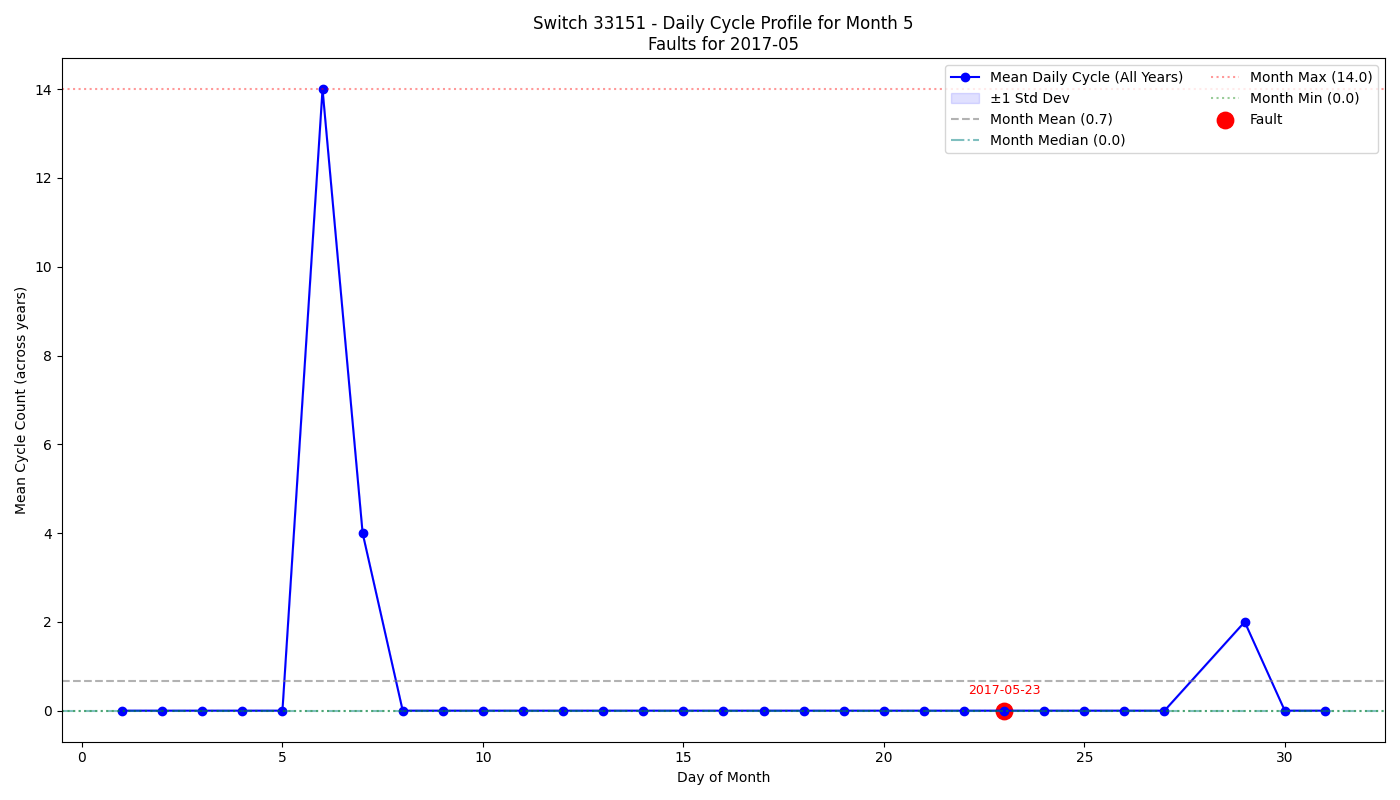 Switch 33151 - Daily Cycle Profile for Month 5
Faults for 2017-05
Mean Daily Cycle (All Years)
±1 Std Dev
Month Mean (0.7)
Month Median (0.0)
Month Max (14.0)
Month Min (0.0)
Fault
Mean Cycle Count (across years)
14
12
10
8
6
4
2
0
2017-05-23
0
5
10
15
20
25
30
Day of Month